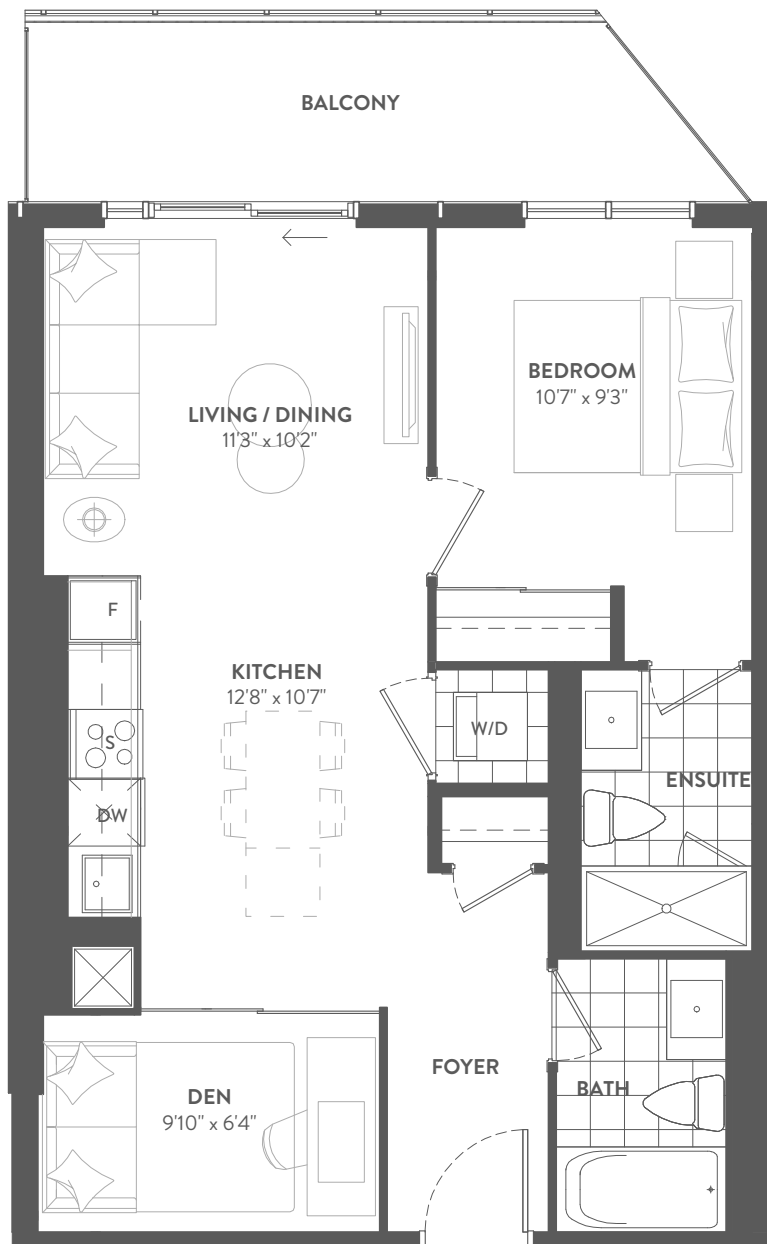 BALCONY
BEDROOM
10'7" x 9'3"
LIVING / DINING
11'3" x 10'2"
F
KITCHEN
12'8" x 10'7"
W/D
S
ENSUITE
DW
FOYER
BATH
DEN
9'10" x 6'4"